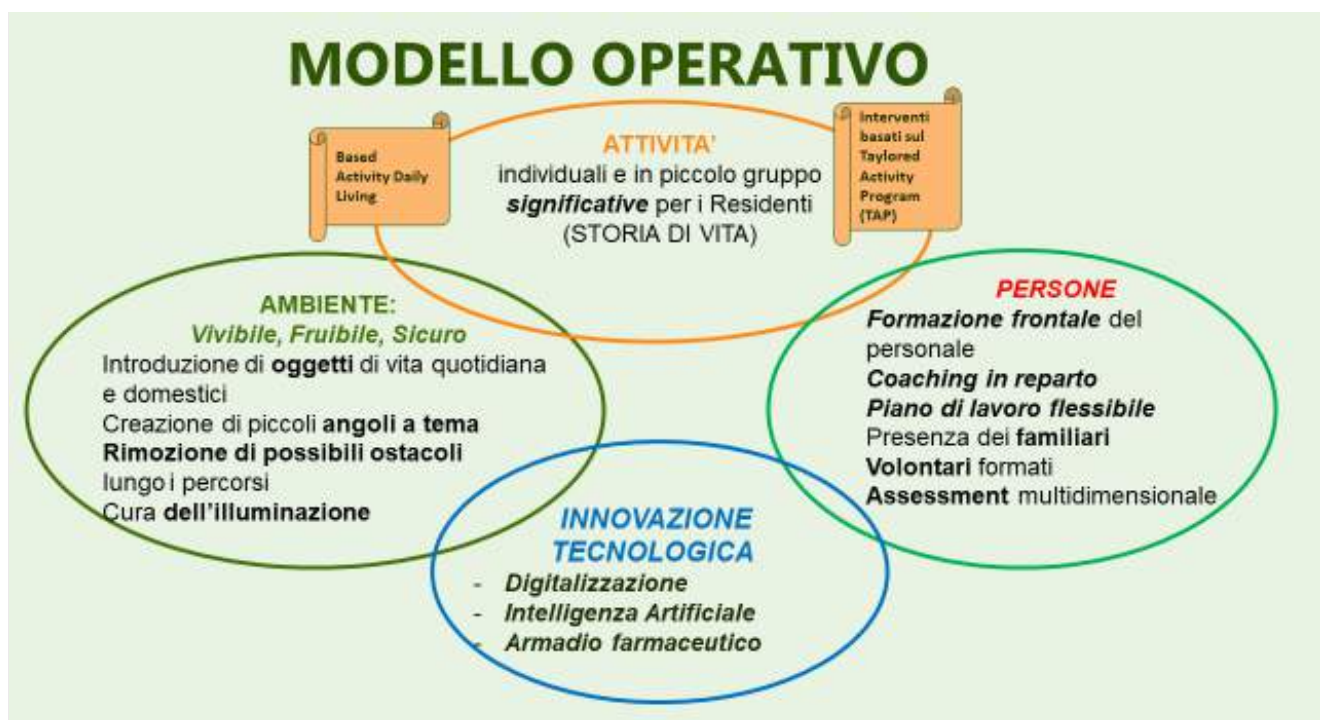 MODELLO OPERATIVO
Based
Activity Daily
Living
ATTIVITA'
individuali e in piccolo gruppo
significative per i Residenti
(STORIA DI VITA)
Interventi
basati sul
Taylored
Activity
Program
(TAP)
AMBIENTE:
Vivibile, Fruibile, Sicuro
Introduzione di oggetti di vita quotidiana
e domestici
Creazione di piccoli angoli a tema
Rimozione di possibili ostacoli
lungo i percorsi
Cura dell'illuminazione
PERSONE
Formazione frontale del
personale
Coaching in reparto
Piano di lavoro flessibile
Presenza dei familiari
Volontari formati
Assessment multidimensionale
INNOVAZIONE
TECNOLOGICA
- Digitalizzazione
- Intelligenza Artificiale
- Armadio farmaceutico